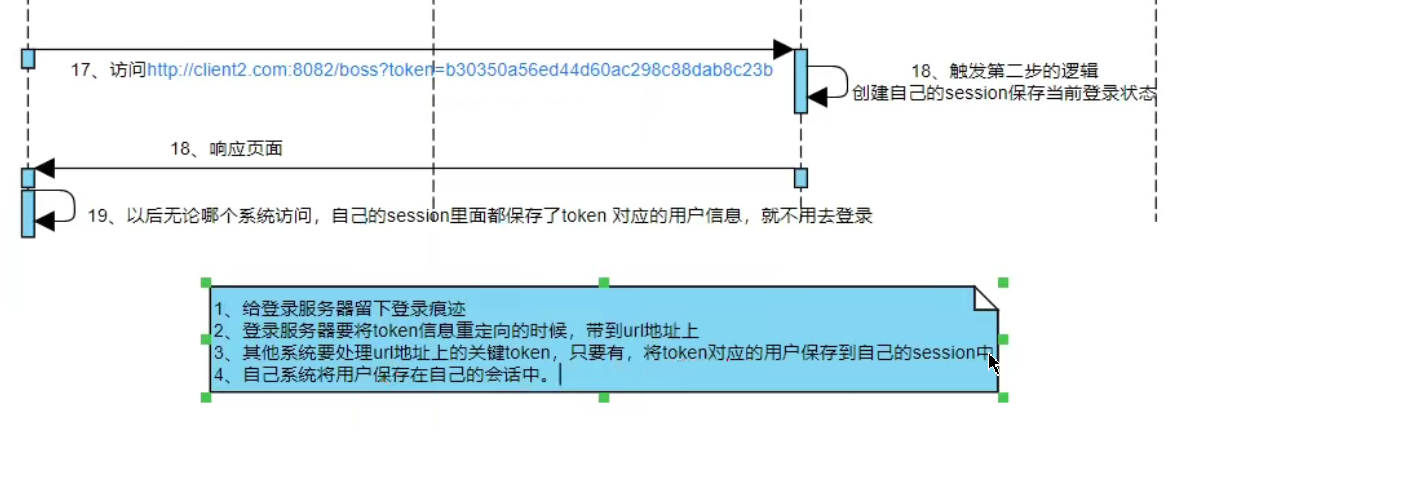 17、访问http://client2.com:8082/boss?token=b30350a56ed44d60ac298c88dab8c23b
18、触发第二步的逻辑
创建自己的session保存当前登录状态
18、响应页面
19、以后无论哪个系统访问，自己的session里面都保存了token 对应的用户信息，就不用去登录
1、给登录服务器留下登录痕迹
2、登录服务器要将token信息重定向的时候，带到url地址上
3、其他系统要处理url地址上的关键token，只要有，将token对应的用户保存到自己的session中
4、自己系统将用户保存在自己的会话中。